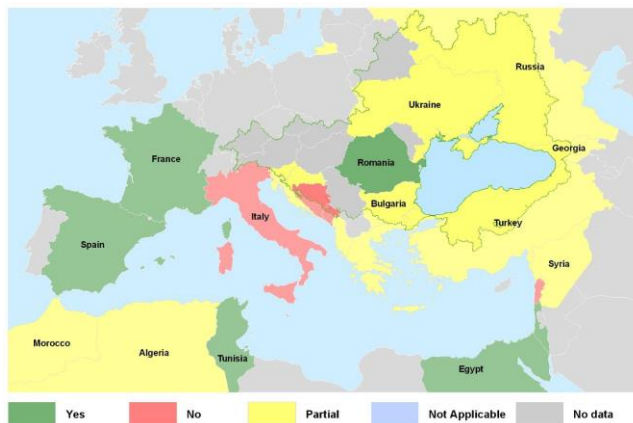 Russia
Ukraine
France
Georgia
Romania
Bulgaria
Italy
Turkey
Spain
Syria
Morocco
Algeria
Tunisia
Egypt
Yes No Partial Not Applicable No data